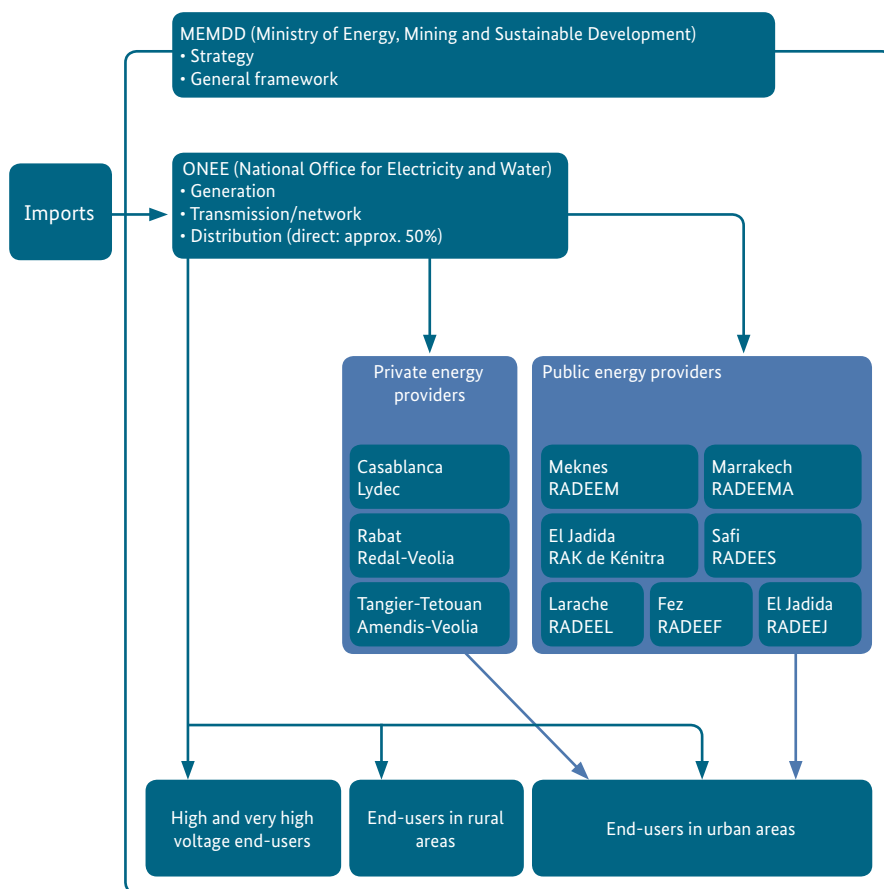 MEMDD (Ministry of Energy, Mining and Sustainable Development)
• Strategy
• General framework
Imports
ONEE (National Office for Electricity and Water)
• Generation
• Transmission/network
• Distribution (direct: approx. 50%)
Private energy
providers
Casablanca
Lydec
Rabat
Redal-Veolia
Tangier-Tetouan
Amendis-Veolia
Public energy providers
Meknes
RADEEM
Marrakech
RADEEMA
El Jadida
RAK de Kénitra
Safi
RADEES
Larache
RADEEL
Fez
RADEEF
El Jadida
RADEEJ
High and very high
voltage end-users
End-users in rural
areas
End-users in urban areas